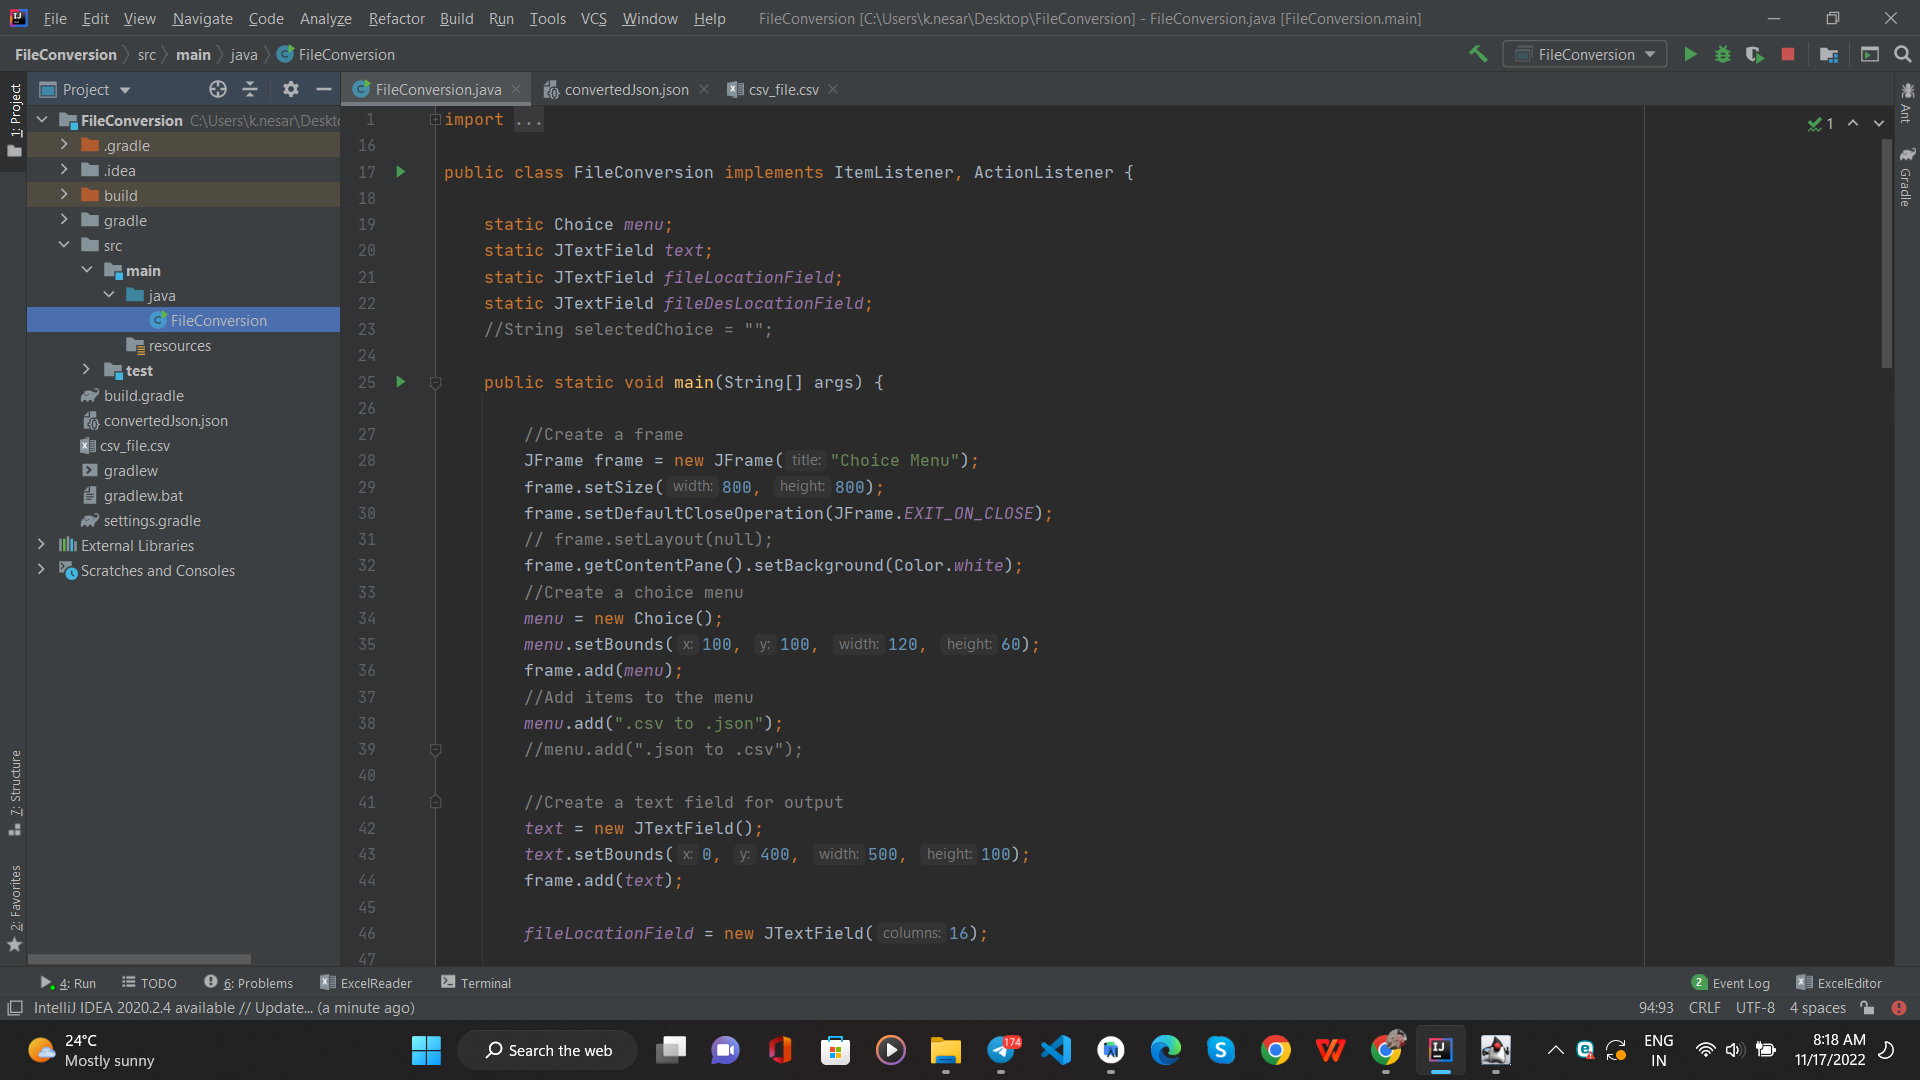 File Edit View Navigate Code Analyze Refactor Build Run Tools VCS Window Help FileConversion [C:\Users\k.nesar\Desktop\FileConversion] - FileConversion.java [FileConversion.main]
FileConversion src main java FileConversion FileConversion
Project FileConversion.java convertedJson.json csv_file.csv
1: Project
7: Structure
2: Favorites
FileConversion C:\Users\k.nesar\Deskt
.gradle
.idea
build
gradle
src
main
java
FileConversion
resources
test
build.gradle
convertedJson.json
csv_file.csv
gradlew
gradlew.bat
settings.gradle
External Libraries
Scratches and Consoles
1 import ...
16
17 public class FileConversion implements ItemListener, ActionListener {
18
19 static Choice menu;
20 static JTextField text;
21 static JTextField fileLocationField;
22 static JTextField fileDesLocationField;
23 //String selectedChoice = "";
24
25 public static void main(String[] args) {
26
27 //Create a frame
28 JFrame frame = new JFrame( title: "Choice Menu");
29 frame.setSize( width: 800, height: 800);
30 frame.setDefaultCloseOperation(JFrame.EXIT_ON_CLOSE);
31 // frame.setLayout(null);
32 frame.getContentPane().setBackground(Color.white);
33 //Create a choice menu
34 menu = new Choice();
35 menu.setBounds( x: 100, y: 100, width: 120, height: 60);
36 frame.add(menu);
37 //Add items to the menu
38 menu.add(".csv to .json");
39 //menu.add(".json to .csv");
40
41 //Create a text field for output
42 text = new JTextField();
43 text.setBounds( x: 0, y: 400, width: 500, height: 100);
44 frame.add(text);
45
46 fileLocationField = new JTextField( columns: 16);
47
1
Ant
Gradle
4: Run TODO 6: Problems ExcelReader Terminal 2 Event Log ExcelEditor
IntelliJ IDEA 2020.2.4 available // Update... (a minute ago) 94:93 CRLF UTF-8 4 spaces
24°C
Mostly sunny
Search the web
174
ENG
IN
8:18 AM
11/17/2022